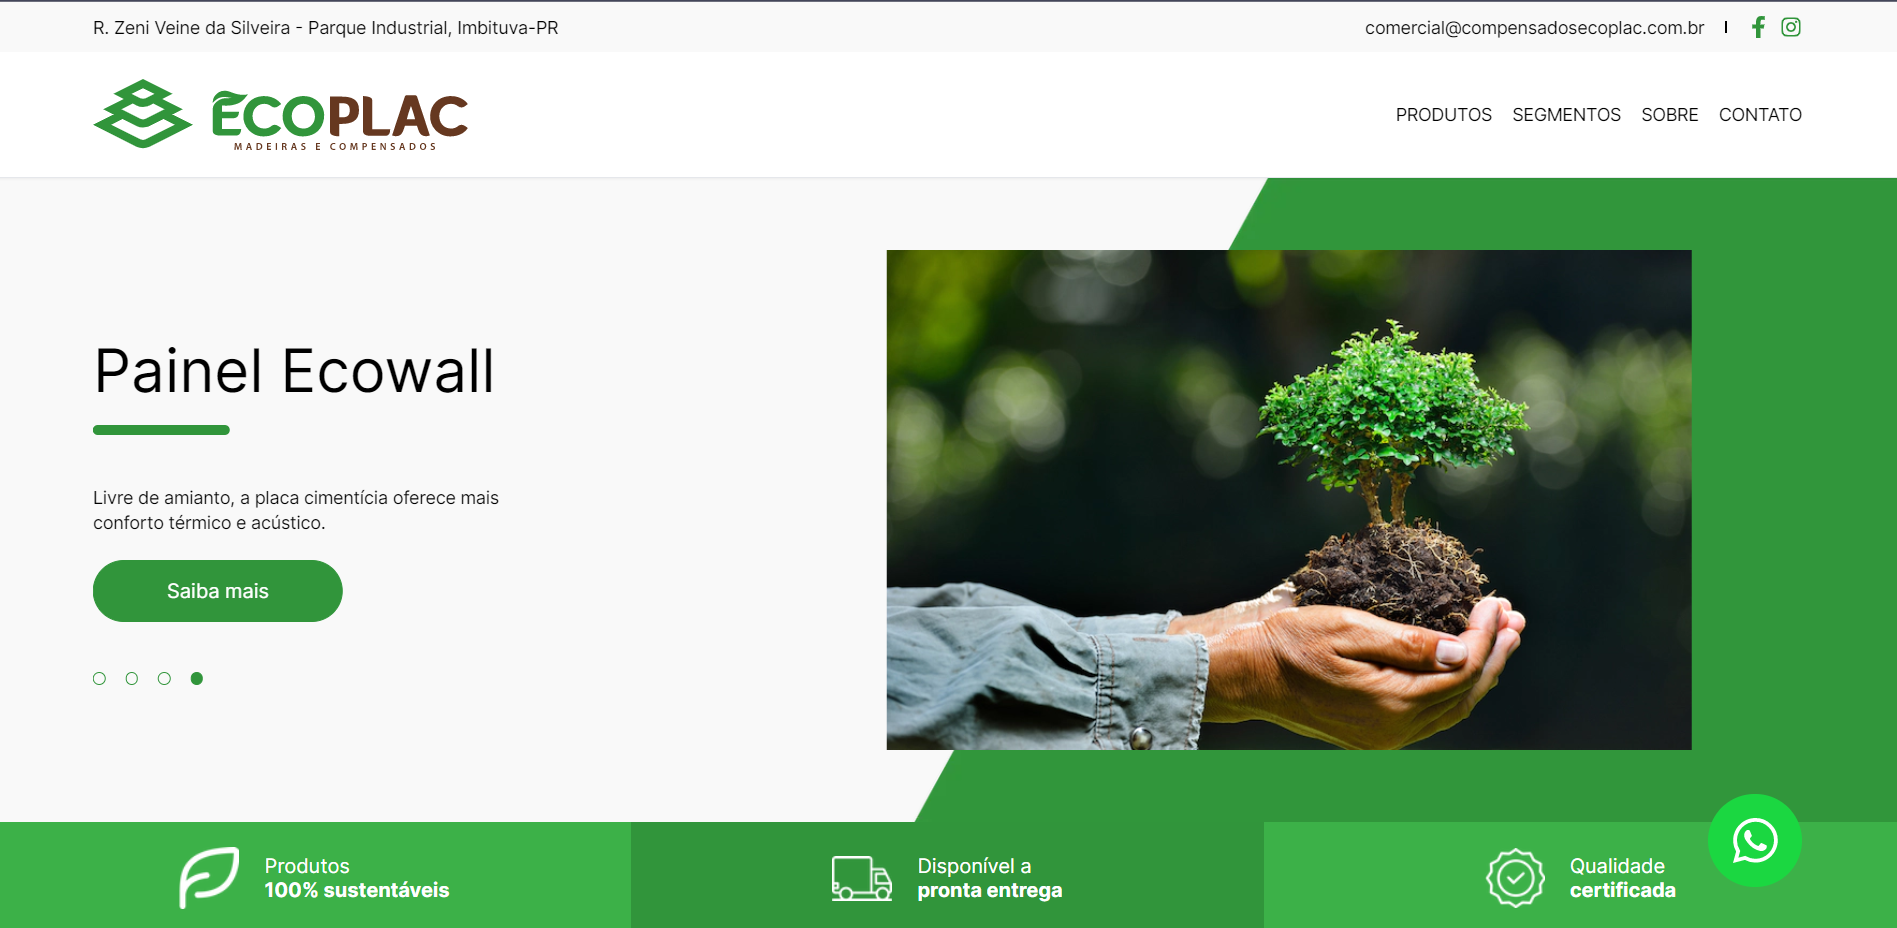 R. Zeni Veine da Silveira - Parque Industrial, Imbituva-PR
comercial@compensadosecoplac.com.br
ECOPLAC
MADEIRAS E COMPENSADOS
PRODUTOS SEGMENTOS SOBRE CONTATO
Painel Ecowall
Livre de amianto, a placa cimentícia oferece mais
conforto térmico e acústico.
Saiba mais
Produtos
100% sustentáveis
Disponível a
pronta entrega
Qualidade
certificada